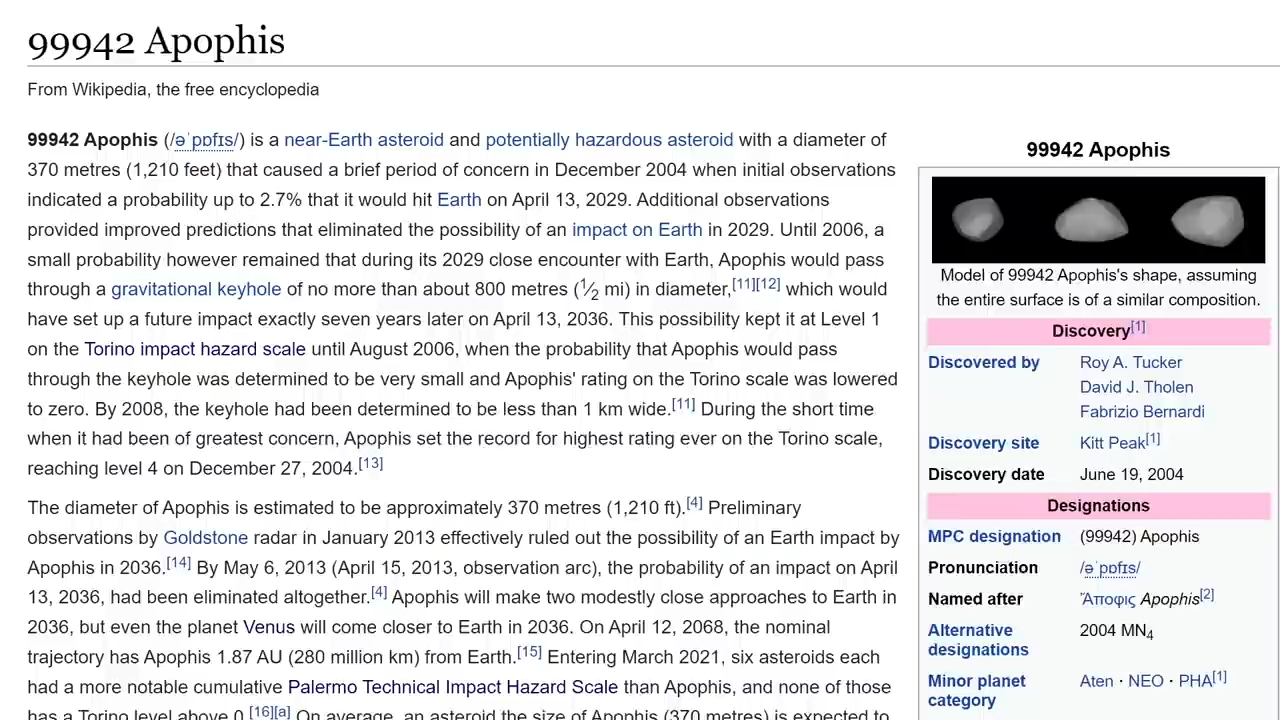 99942 Apophis
From Wikipedia, the free encyclopedia
99942 Apophis (/əˈpɒfɪs/) is a near-Earth asteroid and potentially hazardous asteroid with a diameter of
370 metres (1,210 feet) that caused a brief period of concern in December 2004 when initial observations
indicated a probability up to 2.7% that it would hit Earth on April 13, 2029. Additional observations
provided improved predictions that eliminated the possibility of an impact on Earth in 2029. Until 2006, a
small probability however remained that during its 2029 close encounter with Earth, Apophis would pass
through a gravitational keyhole of no more than about 800 metres (1⁄2 mi) in diameter,[11][12] which would
have set up a future impact exactly seven years later on April 13, 2036. This possibility kept it at Level 1
on the Torino impact hazard scale until August 2006, when the probability that Apophis would pass
through the keyhole was determined to be very small and Apophis' rating on the Torino scale was lowered
to zero. By 2008, the keyhole had been determined to be less than 1 km wide.[11] During the short time
when it had been of greatest concern, Apophis set the record for highest rating ever on the Torino scale,
reaching level 4 on December 27, 2004.[13]
The diameter of Apophis is estimated to be approximately 370 metres (1,210 ft).[4] Preliminary
observations by Goldstone radar in January 2013 effectively ruled out the possibility of an Earth impact by
Apophis in 2036.[14] By May 6, 2013 (April 15, 2013, observation arc), the probability of an impact on April
13, 2036, had been eliminated altogether.[4] Apophis will make two modestly close approaches to Earth in
2036, but even the planet Venus will come closer to Earth in 2036. On April 12, 2068, the nominal
trajectory has Apophis 1.87 AU (280 million km) from Earth.[15] Entering March 2021, six asteroids each
had a more notable cumulative Palermo Technical Impact Hazard Scale than Apophis, and none of those
has a Torino level above 0.[16][a] On average, an asteroid the size of Apophis (370 metres) is expected to
99942 Apophis
Model of 99942 Apophis's shape, assuming
the entire surface is of a similar composition.
Discovery[1]
Discovered by Roy A. Tucker
David J. Tholen
Fabrizio Bernardi
Discovery site Kitt Peak[1]
Discovery date June 19, 2004
Designations
MPC designation (99942) Apophis
Pronunciation /əˈpɒfɪs/
Named after Ἄποφις Apophis[2]
Alternative designations 2004 MN4
Minor planet category Aten · NEO · PHA[1]